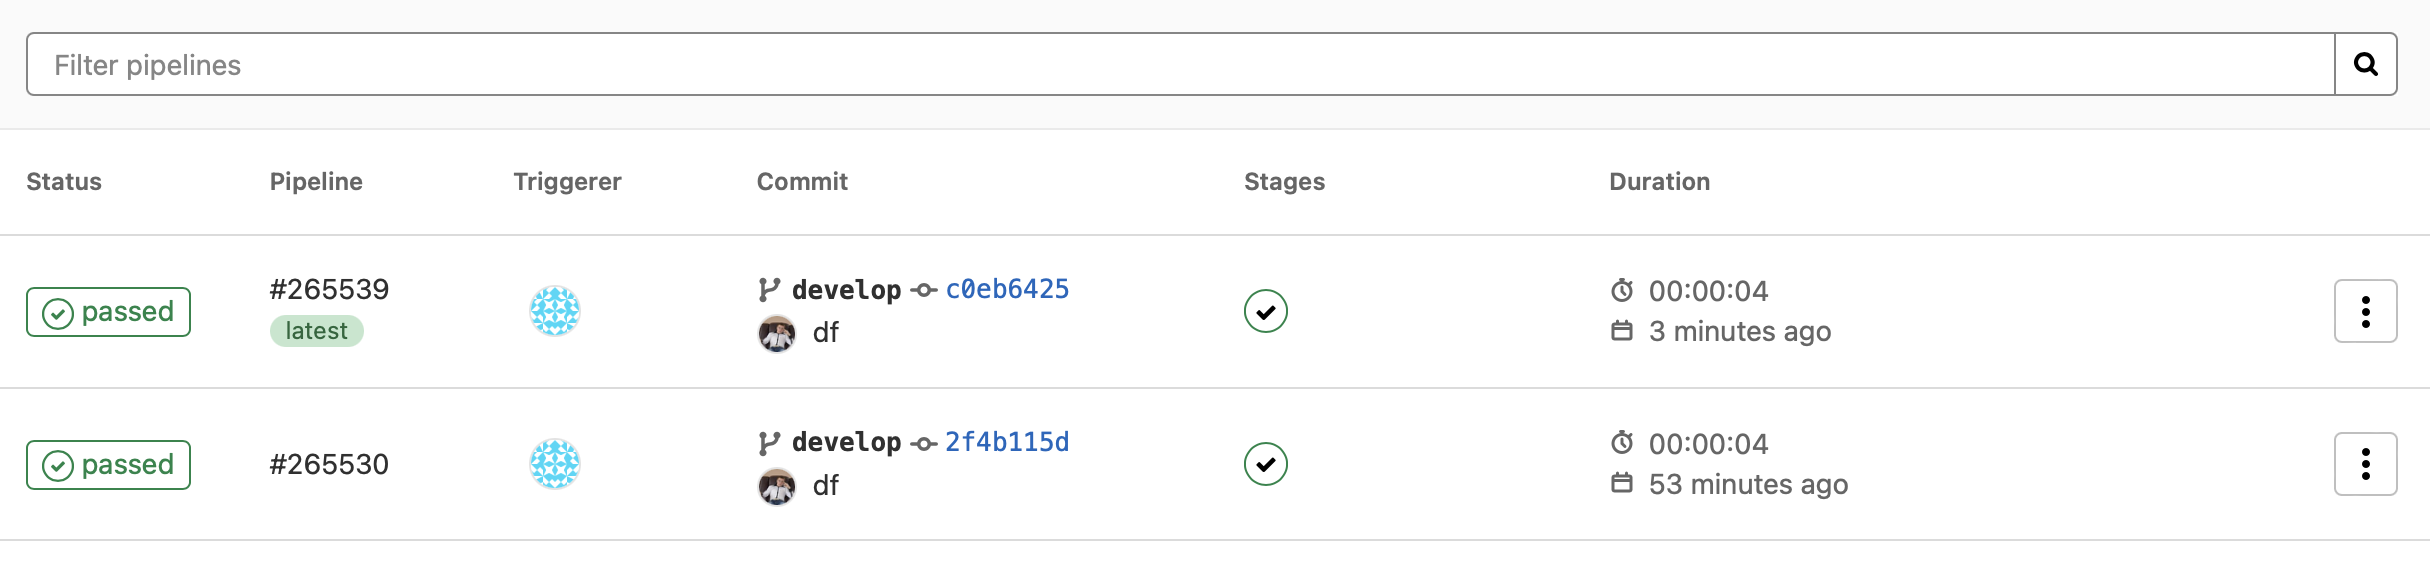 Filter pipelines
Status Pipeline Triggerer Commit Stages Duration
passed #265539 latest develop c0eb6425 df 00:00:04 3 minutes ago
passed #265530 develop 2f4b115d df 00:00:04 53 minutes ago